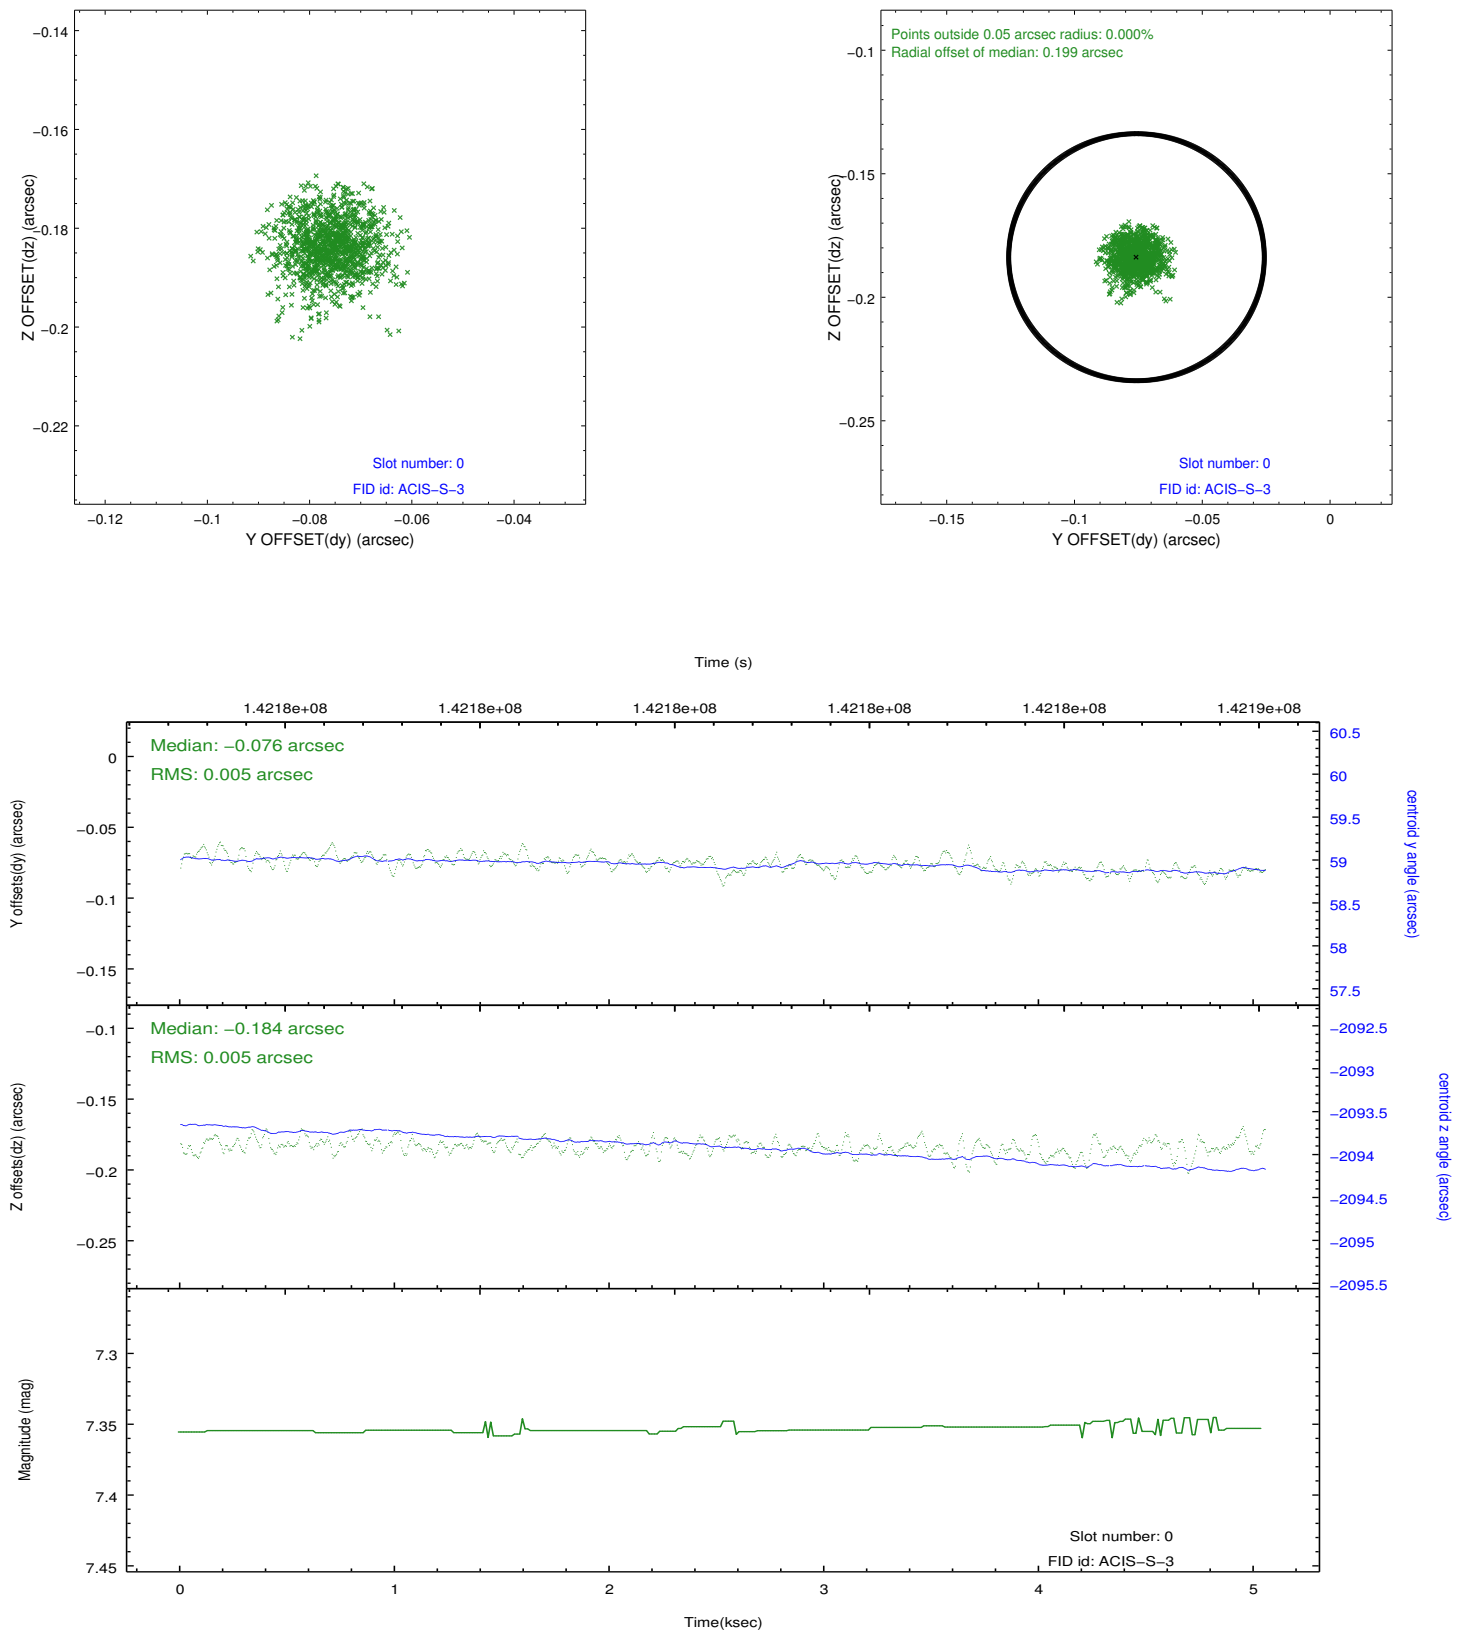 −0.14
−0.16
−0.18
−0.2
−0.22
Z OFFSET(dz) (arcsec)
Slot number: 0
FID id: ACIS−S−3
−0.12 −0.1 −0.08 −0.06 −0.04
Y OFFSET(dy) (arcsec)
Points outside 0.05 arcsec radius: 0.000%
Radial offset of median: 0.199 arcsec
−0.1
−0.15
−0.2
−0.25
Z OFFSET(dz) (arcsec)
Slot number: 0
FID id: ACIS−S−3
−0.15 −0.1 −0.05 0
Y OFFSET(dy) (arcsec)
Time (s)
1.4218e+08 1.4218e+08 1.4218e+08 1.4218e+08 1.4218e+08 1.4219e+08
Median: −0.076 arcsec
RMS: 0.005 arcsec
0
−0.05
−0.1
−0.15
Y offsets(dy) (arcsec)
60.5
60
59.5
59
58.5
58
57.5
centroid y angle (arcsec)
Median: −0.184 arcsec
RMS: 0.005 arcsec
−0.1
−0.15
−0.2
−0.25
Z offsets(dz) (arcsec)
−2092.5
−2093
−2093.5
−2094
−2094.5
−2095
−2095.5
centroid z angle (arcsec)
7.3
7.35
7.4
7.45
Magnitude (mag)
Slot number: 0
FID id: ACIS−S−3
0 1 2 3 4 5
Time(ksec)